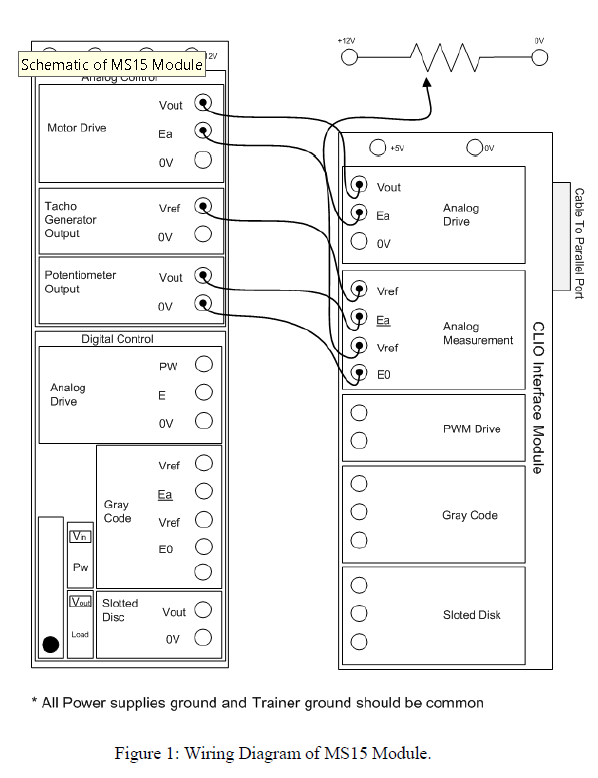 +12V
0V
12V
Schematic of MS15 Module
Analog Control
Motor Drive
Vout
Ea
0V
Tacho
Generator
Output
Vref
0V
Potentiometer
Output
Vout
0V
Digital Control
Analog
Drive
PW
E
0V
Gray
Code
Vref
Ea
Vref
E0
Vin
Pw
Vout
Load
Slotted
Disc
Vout
0V
+5V
0V
Vout
Ea
0V
Analog
Drive
Vref
Ea
Vref
E0
Analog
Measurement
PWM Drive
Gray Code
Sloted Disk
CLIO Interface Module
Cable To Parallel Port
* All Power supplies ground and Trainer ground should be common
Figure 1: Wiring Diagram of MS15 Module.